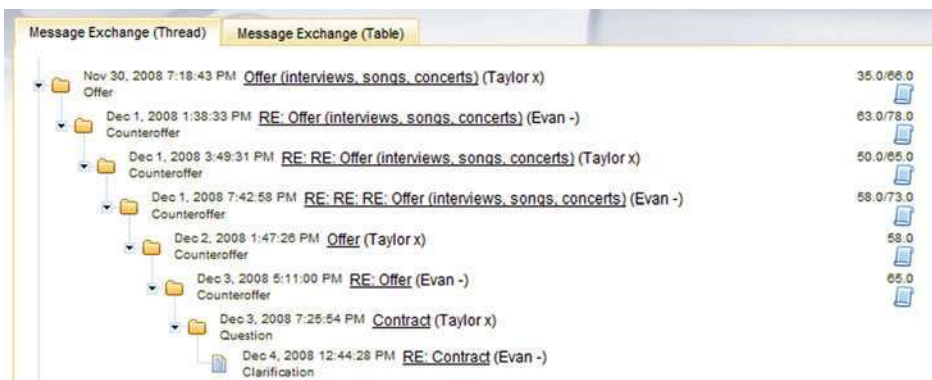 Message Exchange (Thread) Message Exchange (Table)
Nov 30, 2008 7:18:43 PM Offer (interviews, songs, concerts) (Taylor x) 35.0/66.0
Offer
Dec 1, 2008 1:38:33 PM RE: Offer (interviews, songs, concerts) (Evan -) 63.0/78.0
Counteroffer
Dec 1, 2008 3:49:31 PM RE: RE: Offer (interviews, songs, concerts) (Taylor x) 50.0/65.0
Counteroffer
Dec 1, 2008 7:42:58 PM RE: RE: RE: Offer (interviews, songs, concerts) (Evan -) 58.0/73.0
Counteroffer
Dec 2, 2008 1:47:26 PM Offer (Taylor x) 58.0
Counteroffer
Dec 3, 2008 5:11:00 PM RE: Offer (Evan -) 65.0
Counteroffer
Dec 3, 2008 7:25:54 PM Contract (Taylor x)
Question
Dec 4, 2008 12:44:28 PM RE: Contract (Evan -)
Clarification